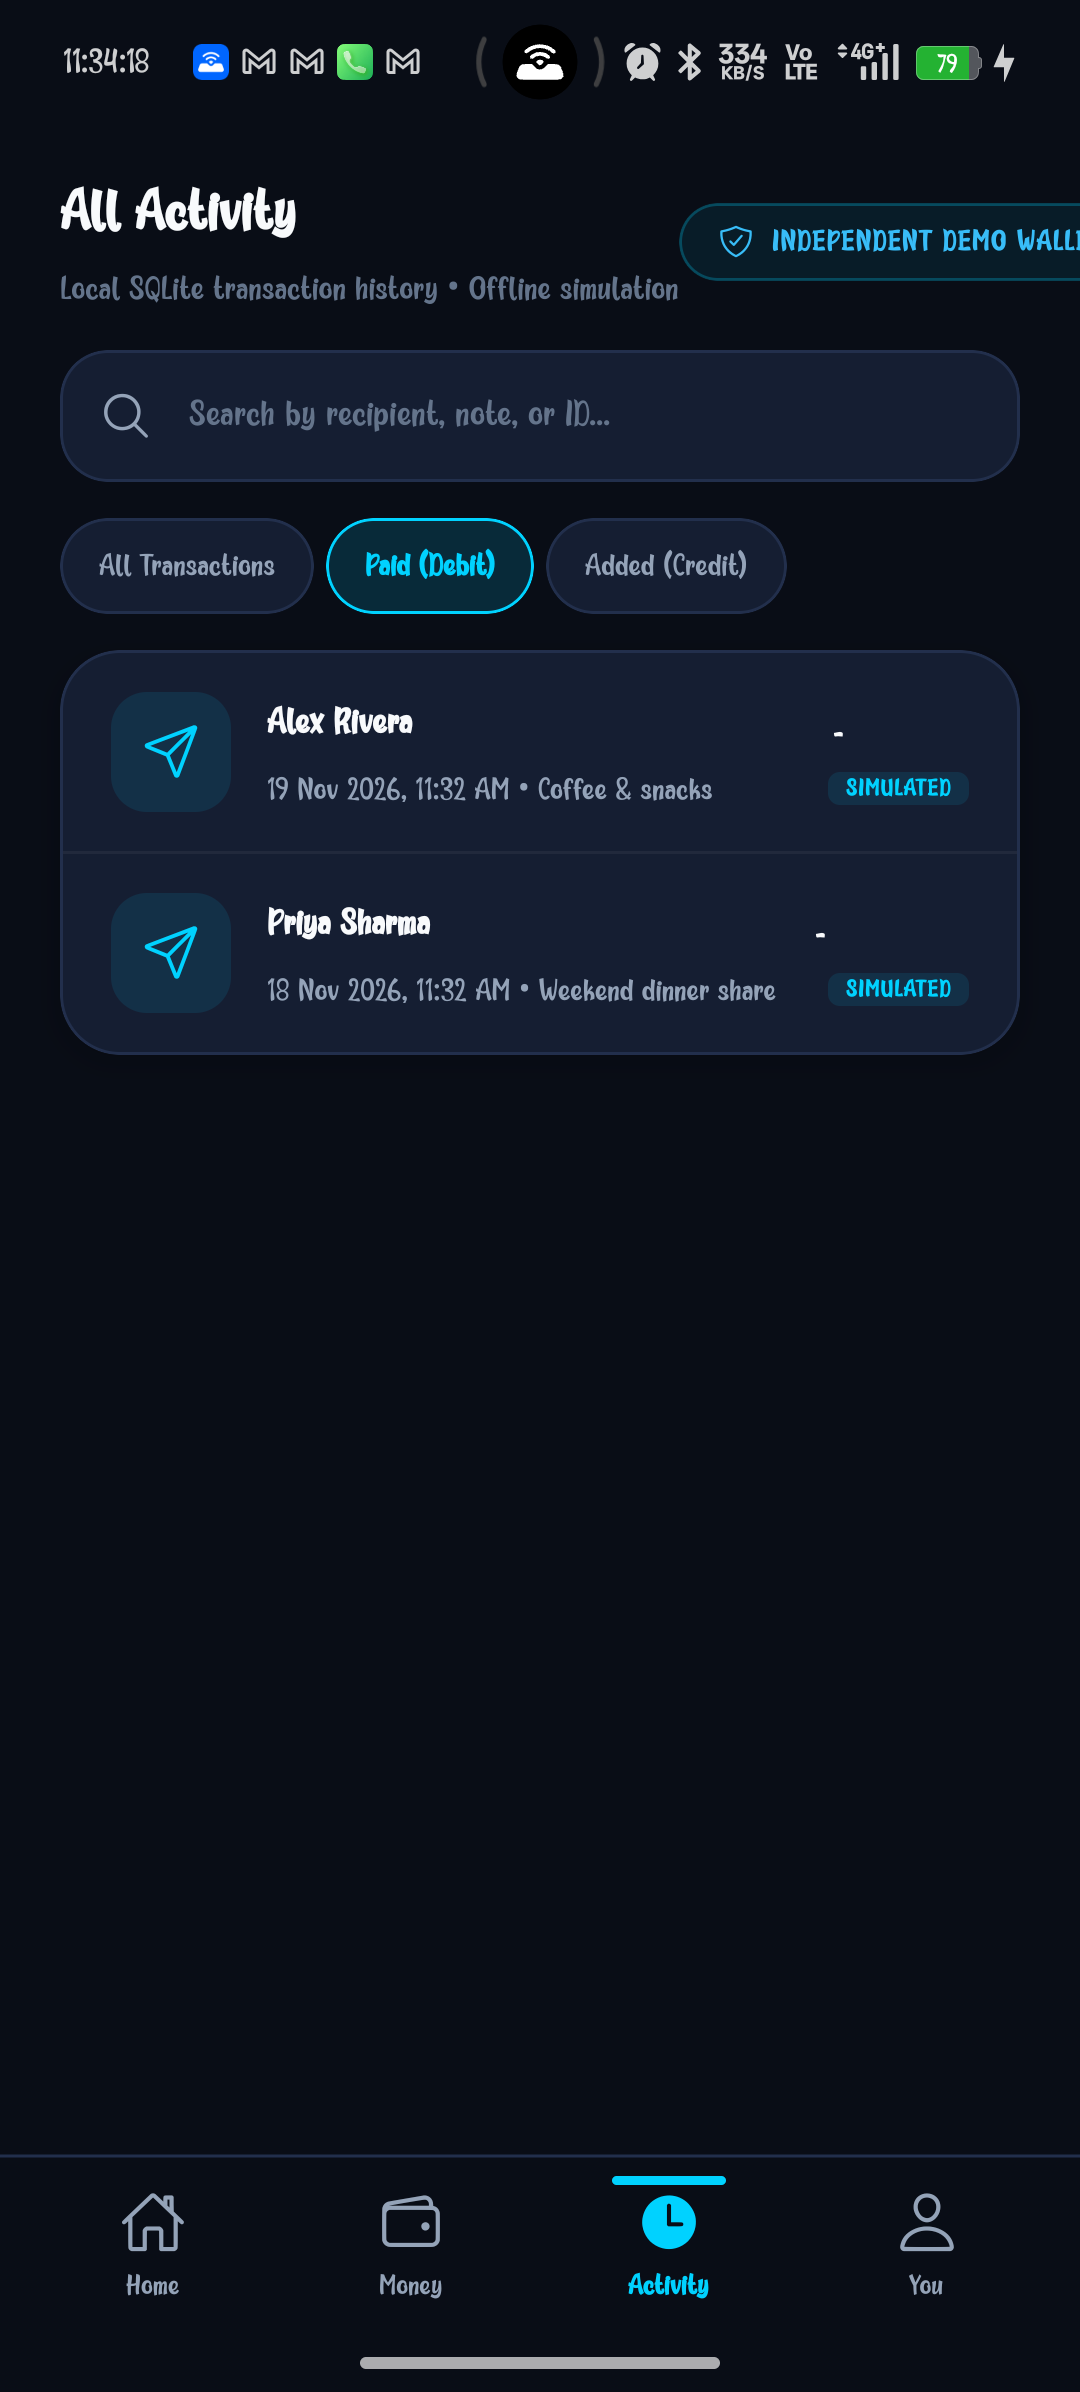 11:34:18
334 KB/S
Vo LTE
4G+
79
All Activity
INDEPENDENT DEMO
Local SQLite transaction history • Offline simulation
Search by recipient, note, or ID...
All Transactions
Paid (Debit)
Added (Credit)
Alex Rivera
-
19 Nov 2026, 11:32 AM • Coffee & snacks
SIMULATED
Priya Sharma
-
18 Nov 2026, 11:32 AM • Weekend dinner share
SIMULATED
Home
Money
Activity
You